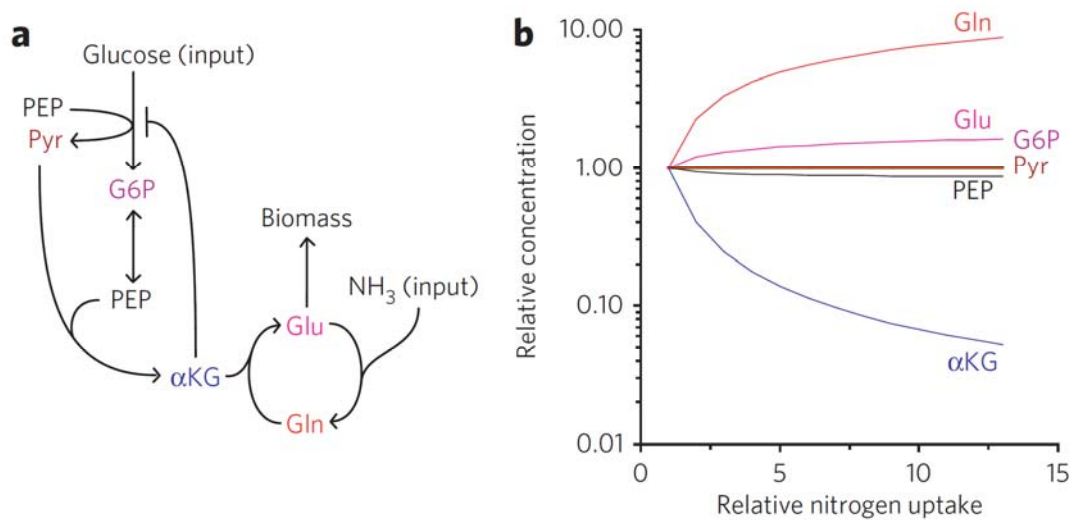 a
Glucose (input)
PEP
Pyr
G6P
Biomass
NH₃ (input)
PEP
Glu
αKG
Gln
b
10.00
Gln
Glu
G6P
1.00
Pyr
PEP
Relative concentration
0.10
αKG
0.01
0
5
10
15
Relative nitrogen uptake